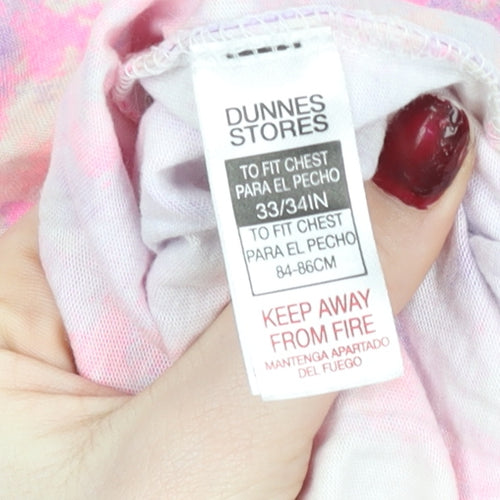 DUNNES
STORES
TO FIT CHEST
PARA EL PECHO
33/34IN
TO FIT CHEST
PARA EL PECHO
84-86CM
KEEP AWAY
FROM FIRE
MANTENGA APARTADO
DEL FUEGO